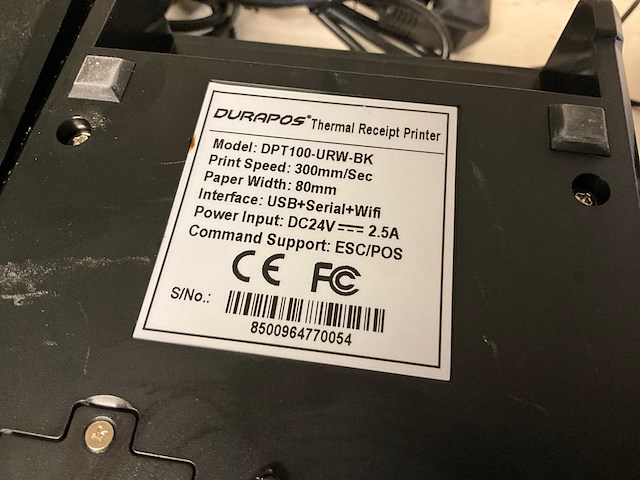 DURAPOS® Thermal Receipt Printer
Model: DPT100-URW-BK
Print Speed: 300mm/Sec
Paper Width: 80mm
Interface: USB+Serial+Wifi
Power Input: DC24V⎓ 2.5A
Command Support: ESC/POS
CE FC
S/No.:
8500964770054